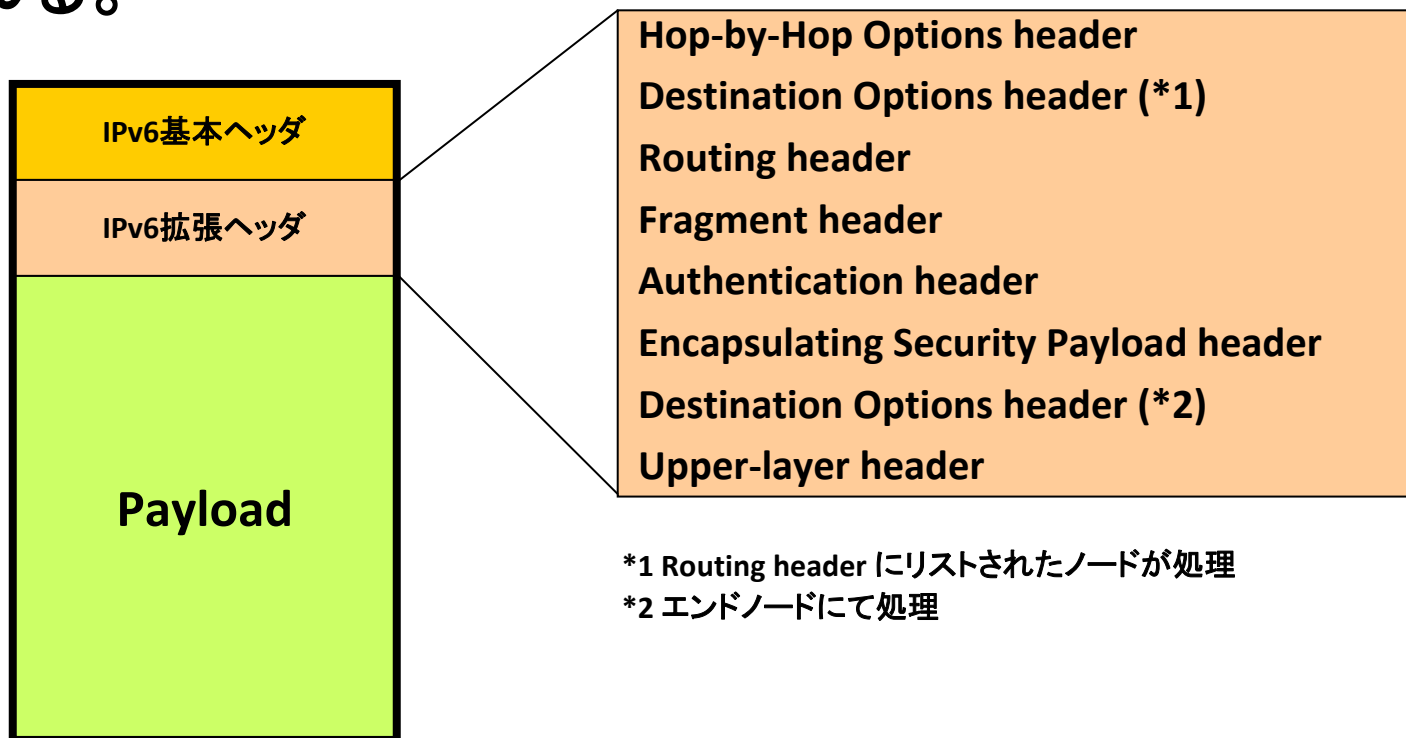 る。
IPv6基本ヘッダ
IPv6拡張ヘッダ
Payload
Hop-by-Hop Options header
Destination Options header (*1)
Routing header
Fragment header
Authentication header
Encapsulating Security Payload header
Destination Options header (*2)
Upper-layer header
*1 Routing header にリストされたノードが処理
*2 エンドノードにて処理